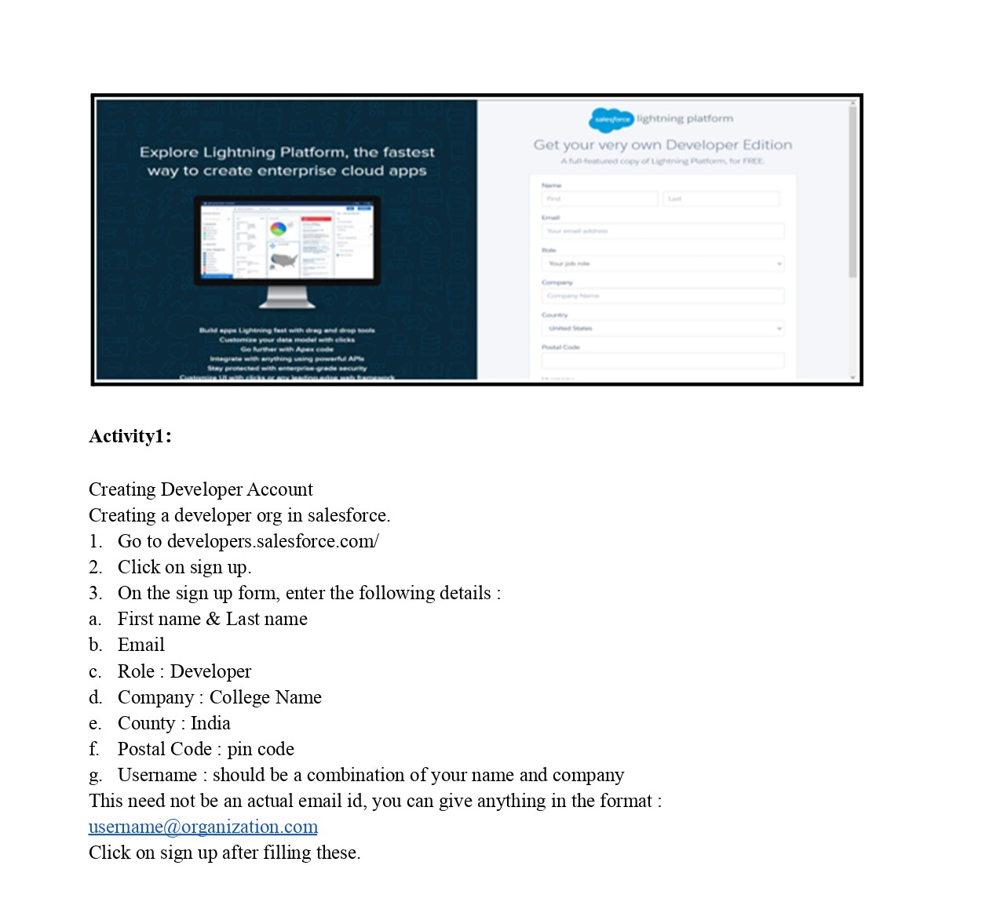 Explore Lightning Platform, the fastest
way to create enterprise cloud apps
Build apps Lightning fast with drag and drop tools
Customize your data model with clicks
Go further with Apex code
Integrate with anything using powerful APIs
Stay protected with enterprise-grade security
Customize UI with clicks or any leading-edge web framework
salesforce lightning platform
Get your very own Developer Edition
A full-featured copy of Lightning Platform, for FREE.
Name
First Last
Email
Your email address
Role
Your job role
Company
Company Name
Country
United States
Postal Code
Activity1:
Creating Developer Account
Creating a developer org in salesforce.
1. Go to developers.salesforce.com/
2. Click on sign up.
3. On the sign up form, enter the following details :
a. First name & Last name
b. Email
c. Role : Developer
d. Company : College Name
e. County : India
f. Postal Code : pin code
g. Username : should be a combination of your name and company
This need not be an actual email id, you can give anything in the format :
username@organization.com
Click on sign up after filling these.